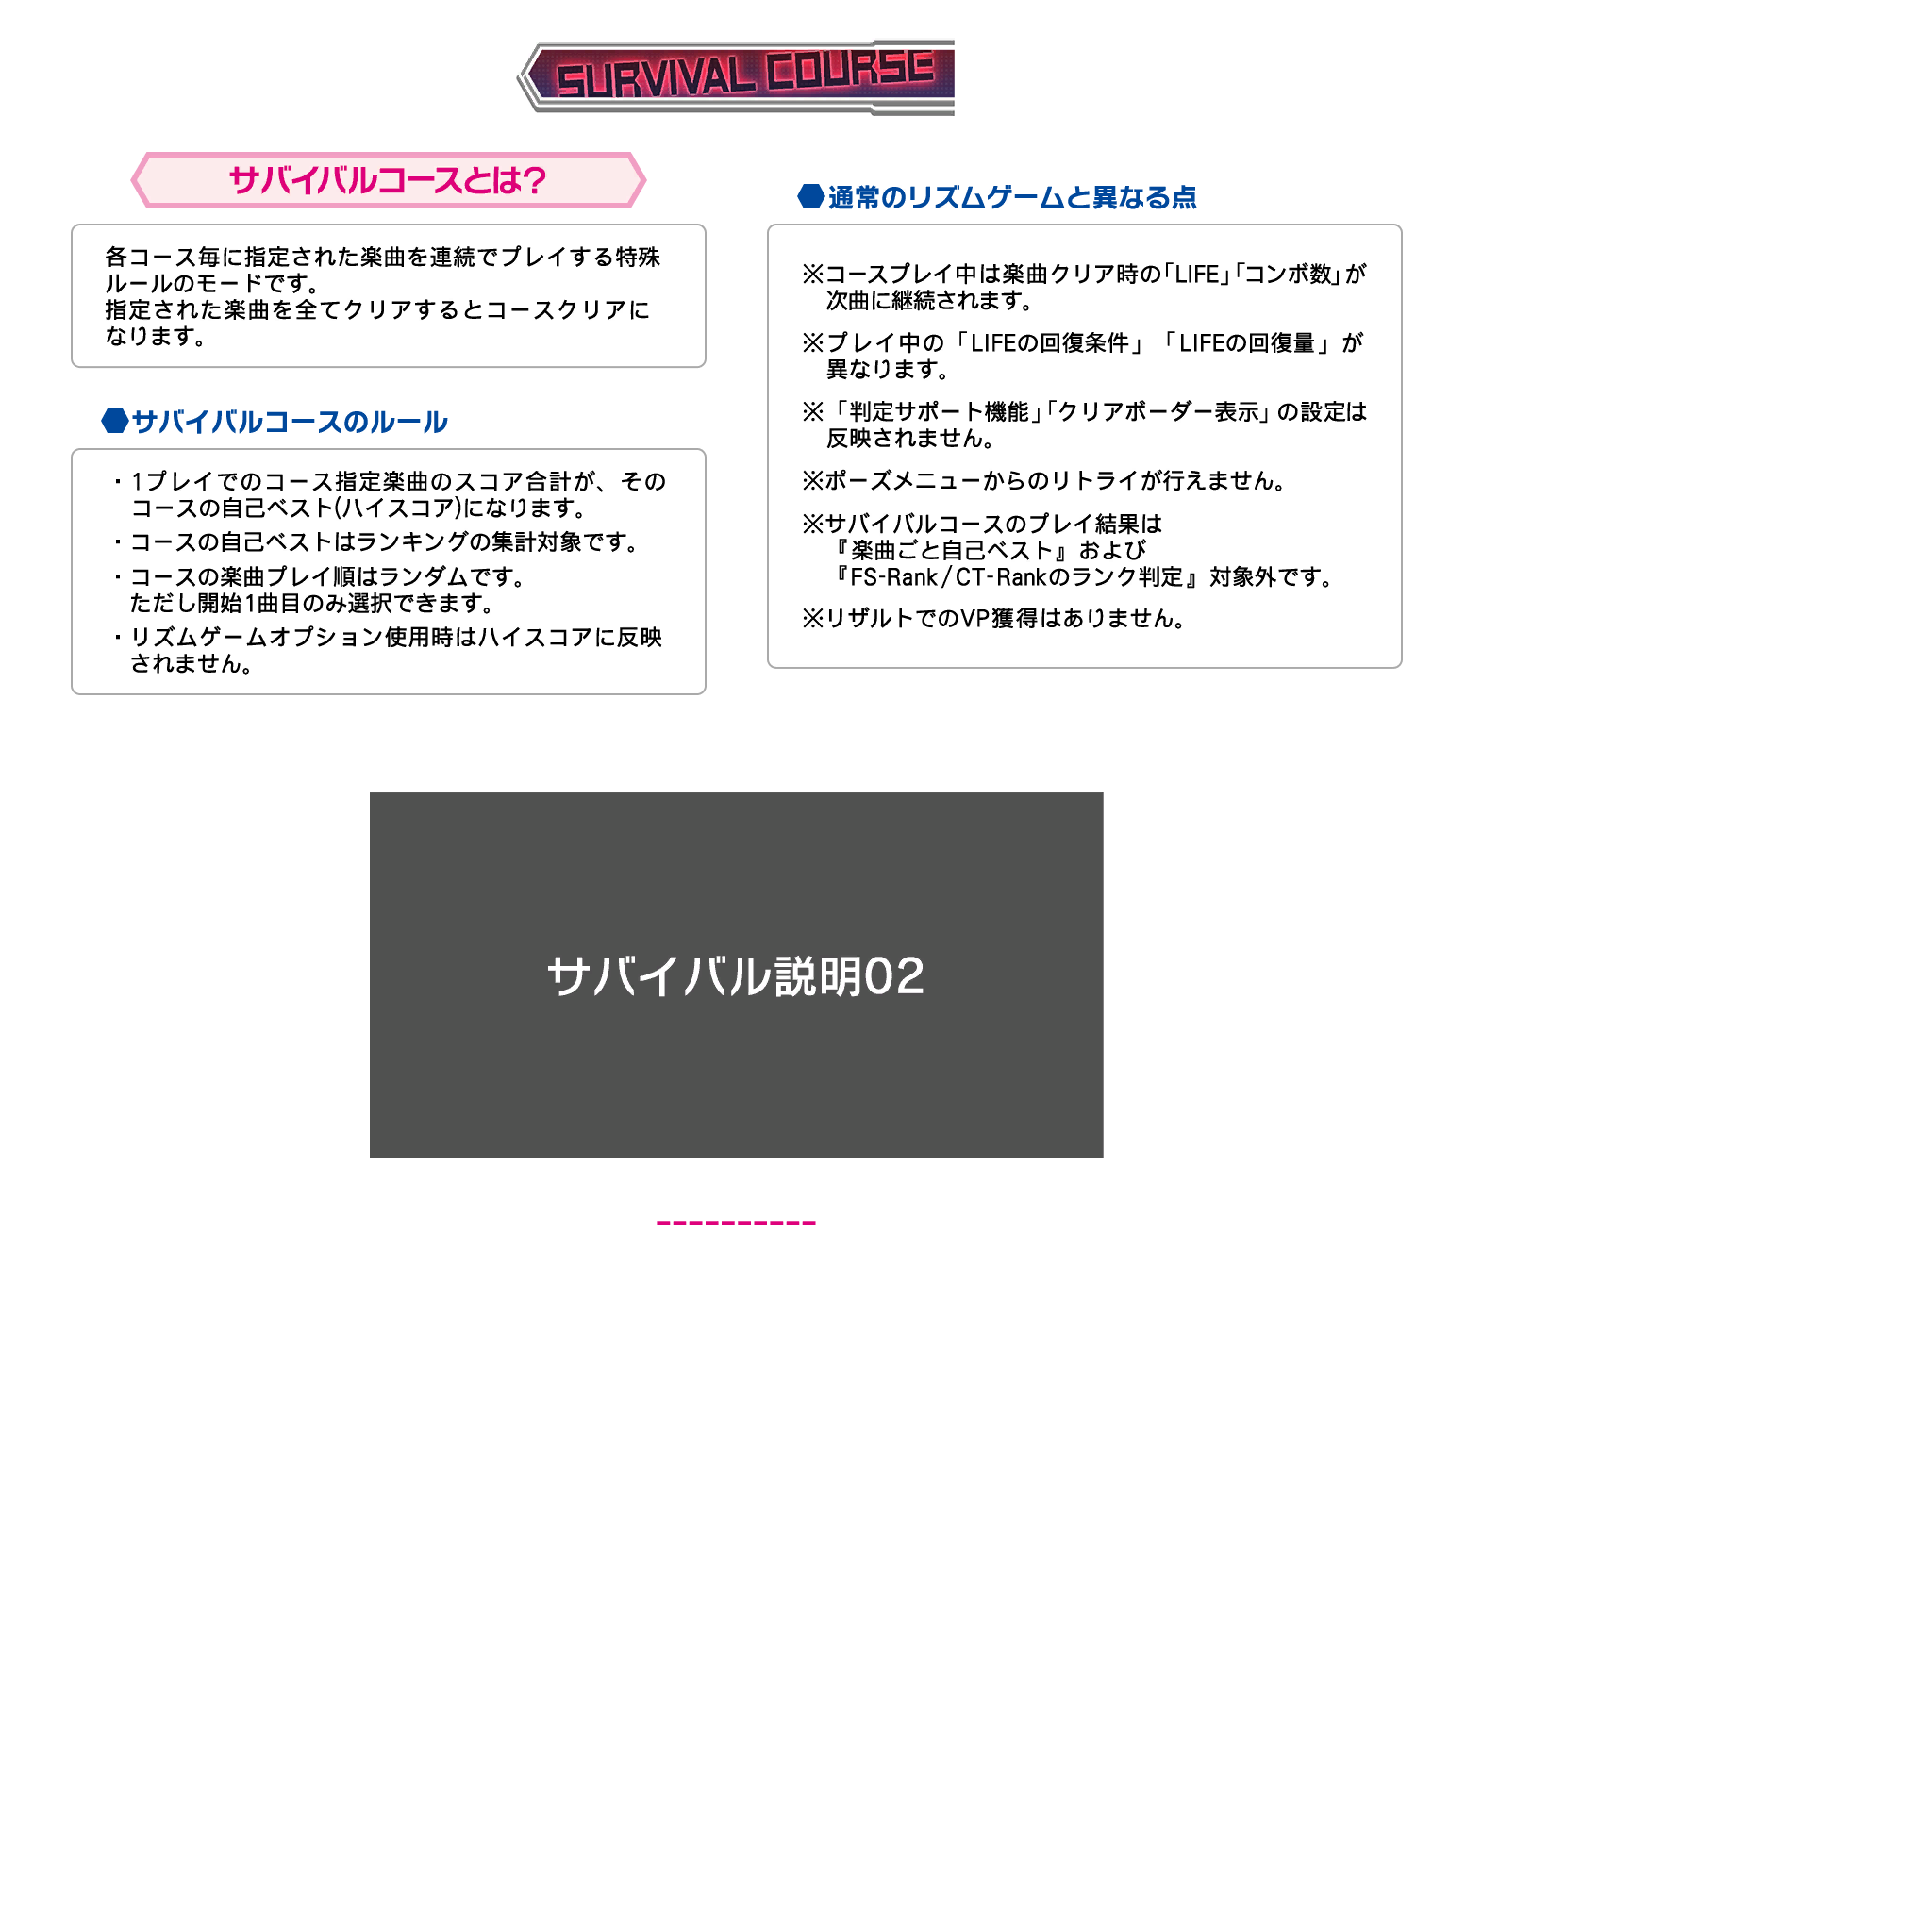 SURVIVAL COURSE
サバイバルコースとは？
各コース毎に指定された楽曲を連続でプレイする特殊
ルールのモードです。
指定された楽曲を全てクリアするとコースクリアに
なります。
サバイバルコースのルール
・1プレイでのコース指定楽曲のスコア合計が、その
コースの自己ベスト(ハイスコア)になります。
・コースの自己ベストはランキングの集計対象です。
・コースの楽曲プレイ順はランダムです。
ただし開始1曲目のみ選択できます。
・リズムゲームオプション使用時はハイスコアに反映
されません。
通常のリズムゲームと異なる点
※コースプレイ中は楽曲クリア時の「LIFE」「コンボ数」が
次曲に継続されます。
※プレイ中の「LIFEの回復条件」「LIFEの回復量」が
異なります。
※「判定サポート機能」「クリアボーダー表示」の設定は
反映されません。
※ポーズメニューからのリトライが行えません。
※サバイバルコースのプレイ結果は
『楽曲ごと自己ベスト』および
『FS-Rank/CT-Rankのランク判定』対象外です。
※リザルトでのVP獲得はありません。
サバイバル説明02
----------